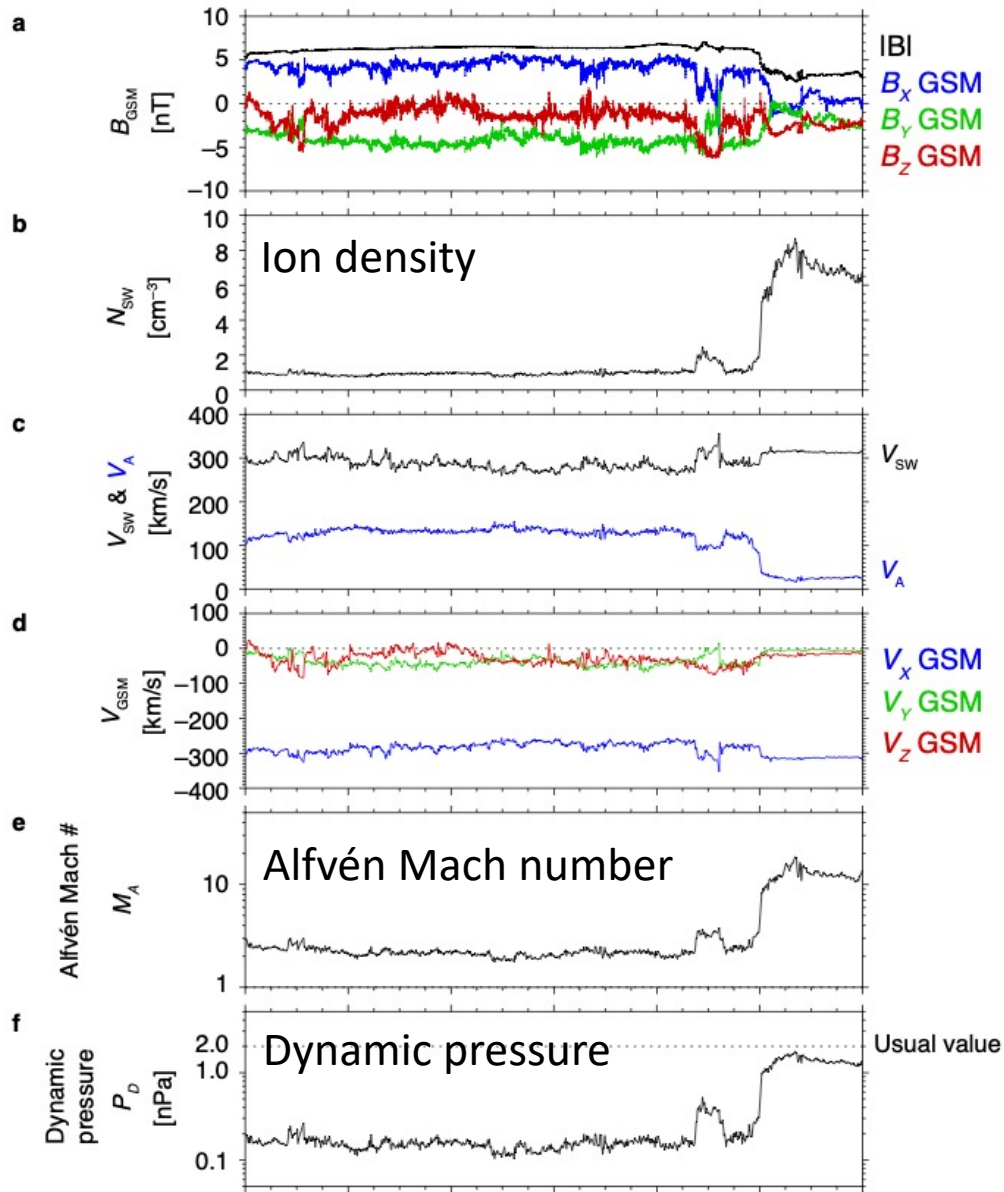 a
10
5
0
−5
−10
B_GSM
[nT]
|B|
B_X GSM
B_Y GSM
B_Z GSM
b
10
8
6
4
2
0
N_SW
[cm⁻³]
Ion density
c
400
300
200
100
0
V_SW & V_A
[km/s]
V_SW
V_A
d
100
0
−100
−200
−300
−400
V_GSM
[km/s]
V_X GSM
V_Y GSM
V_Z GSM
e
Alfvén Mach #
M_A
10
1
Alfvén Mach number
f
Dynamic
pressure
P_D
[nPa]
2.0
1.0
0.1
Dynamic pressure
Usual value